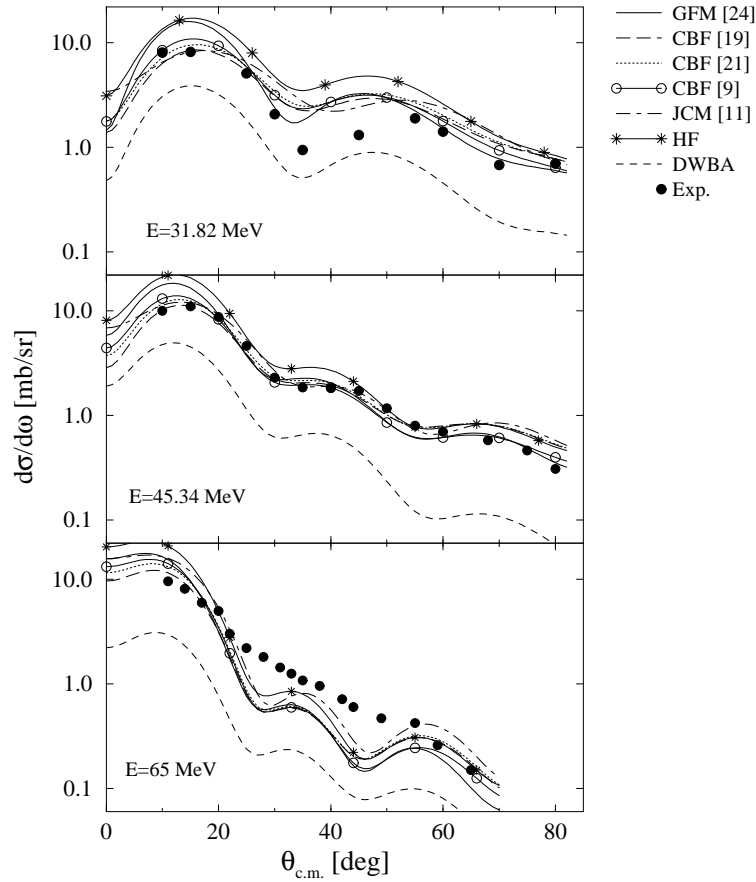 GFM [24]
CBF [19]
CBF [21]
CBF [9]
JCM [11]
HF
DWBA
Exp.
10.0
1.0
0.1
E=31.82 MeV
10.0
1.0
0.1
E=45.34 MeV
10.0
1.0
0.1
E=65 MeV
dσ/dω [mb/sr]
0 20 40 60 80
θc.m. [deg]